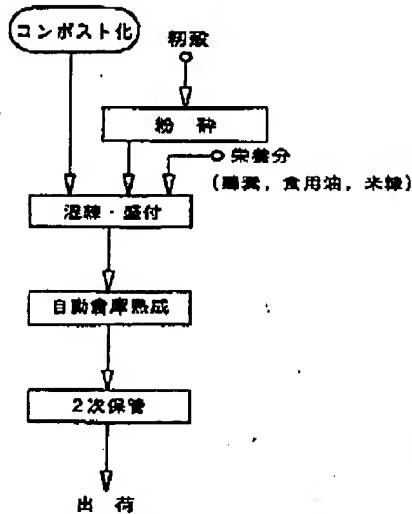 コンポスト化
籾殻
粉砕
栄養分
(鶏糞,食用油,米糠)
混練・盛付
自動倉庫熟成
2次保管
出荷